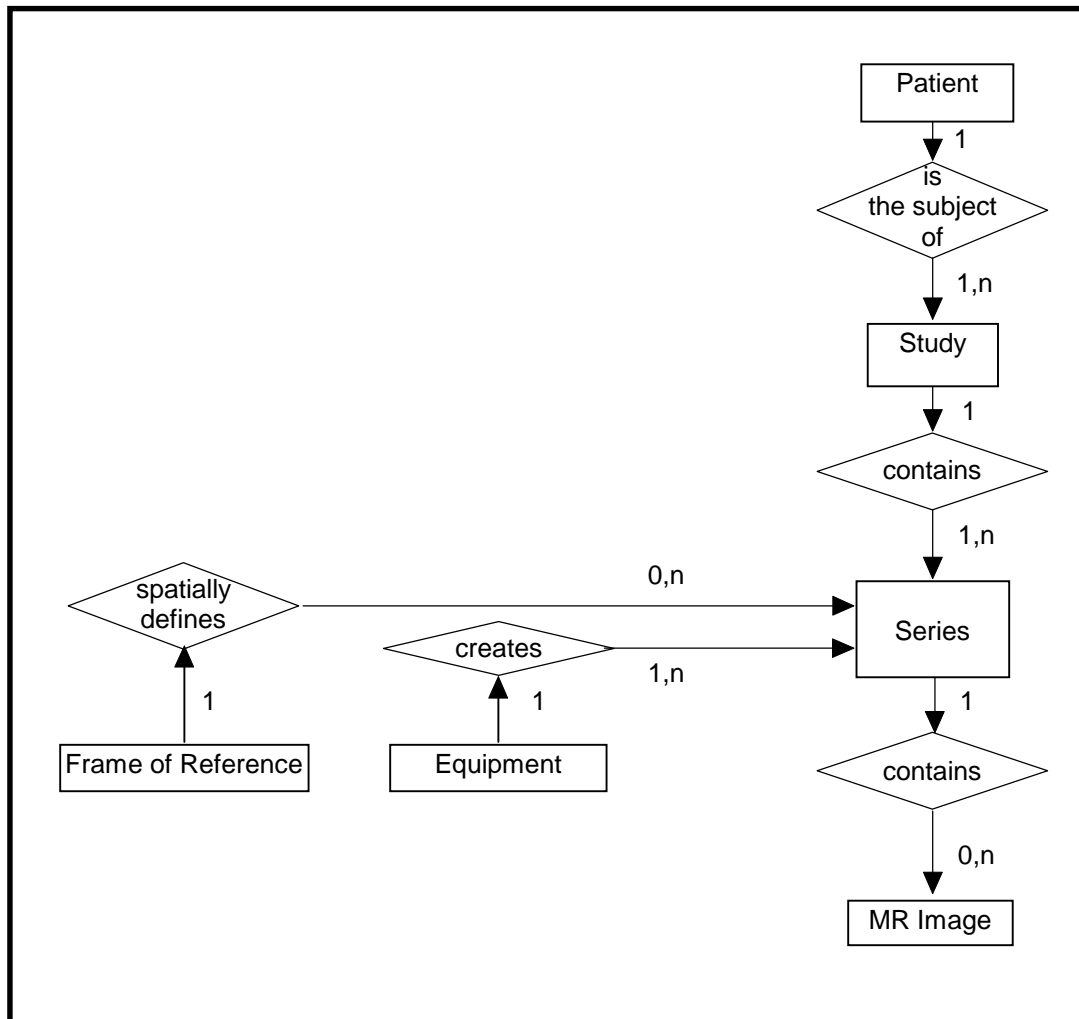 Patient
1
is
the subject
of
1,n
Study
1
contains
1,n
spatially
defines
0,n
Series
creates
1,n
1
1
1
Frame of Reference
Equipment
contains
0,n
MR Image